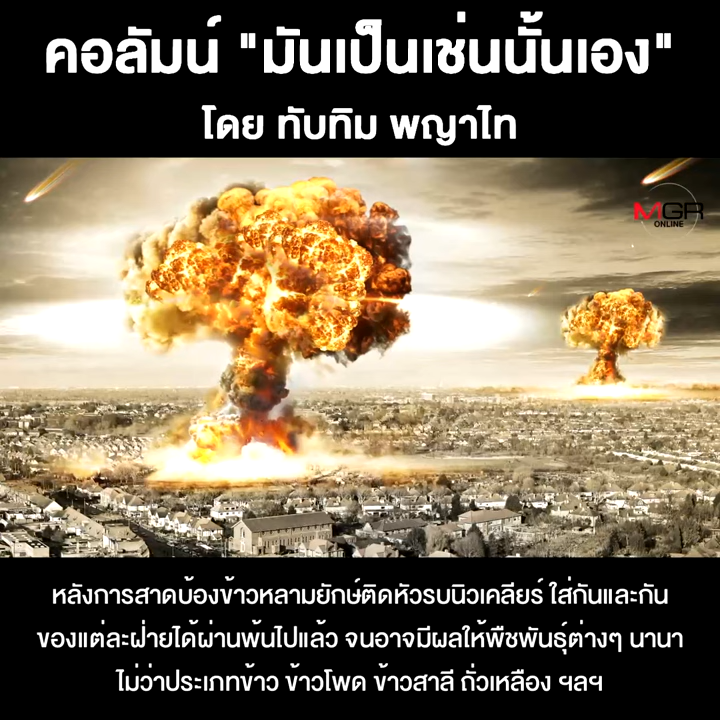 คอลัมน์ "มันเป็นเช่นนั้นเอง"
โดย ทับทิม พญาไท
MGR
ONLINE
หลังการสาดบ้องข้าวหลามยักษ์ติดหัวรบนิวเคลียร์ ใส่กันและกัน
ของแต่ละฝ่ายได้ผ่านพ้นไปแล้ว จนอาจมีผลให้พืชพันธุ์ต่างๆ นานา
ไม่ว่าประเภทข้าว ข้าวโพด ข้าวสาลี ถั่วเหลือง ฯลฯ